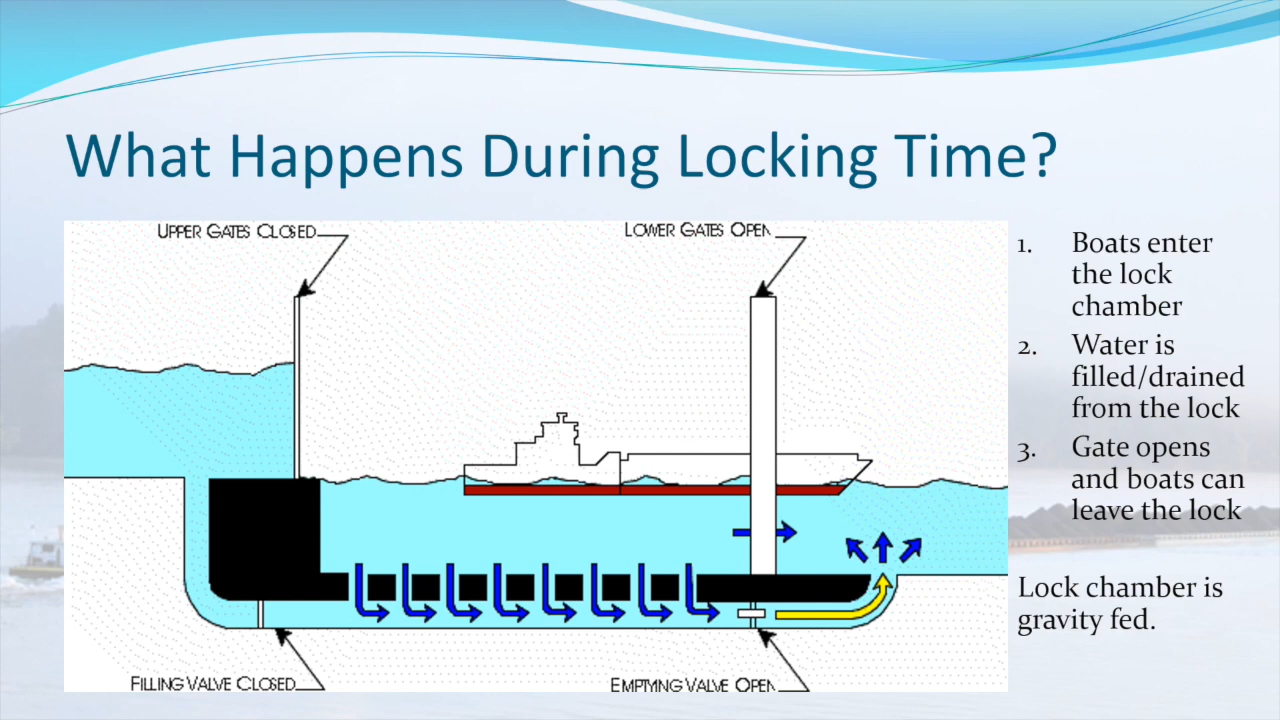 What Happens During Locking Time?
UPPER GATES CLOSED
LOWER GATES OPEN
1. Boats enter
the lock
chamber
2. Water is
filled/drained
from the lock
3. Gate opens
and boats can
leave the lock
Lock chamber is
gravity fed.
FILLING VALVE CLOSED
EMPTYING VALVE OPEN